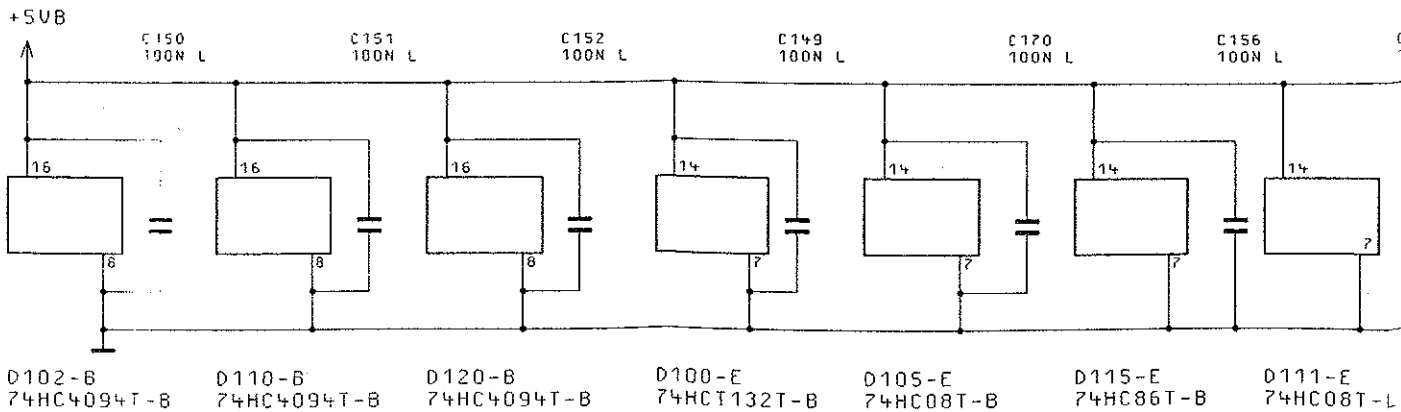 +5VB
C150
100N L
C151
100N L
C152
100N L
C149
100N L
C170
100N L
C156
100N L
16
16
16
14
14
14
14
8
8
8
7
7
7
7
D102-B
74HC4094T-B
D110-B
74HC4094T-B
D120-B
74HC4094T-B
D100-E
74HCT132T-B
D105-E
74HC08T-B
D115-E
74HC86T-B
D111-E
74HC08T-L